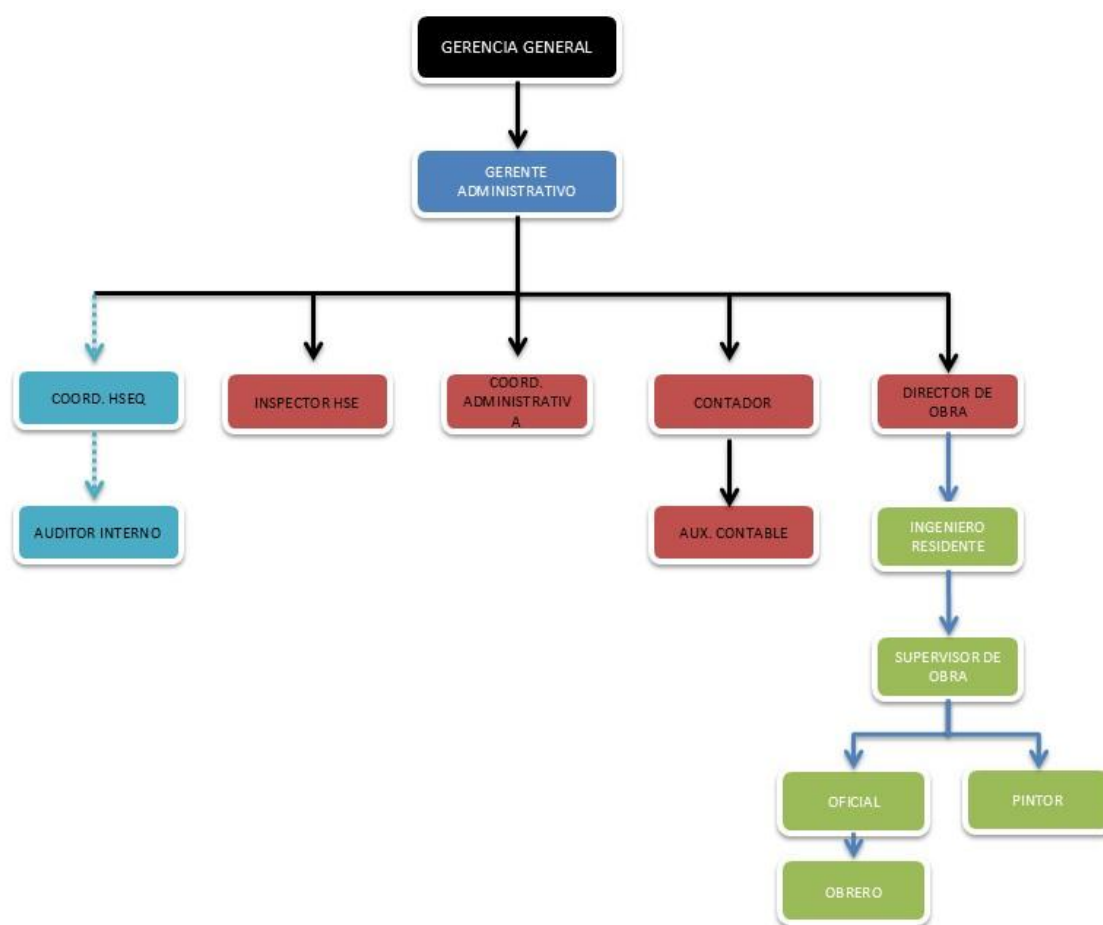 GERENCIA GENERAL
GERENTE
ADMINISTRATIVO
COORD. HSEQ
INSPECTOR HSE
COORD.
ADMINISTRATIV
A
CONTADOR
DIRECTOR DE
OBRA
AUDITOR INTERNO
AUX. CONTABLE
INGENIERO
RESIDENTE
SUPERVISOR DE
OBRA
OFICIAL
PINTOR
OBRERO